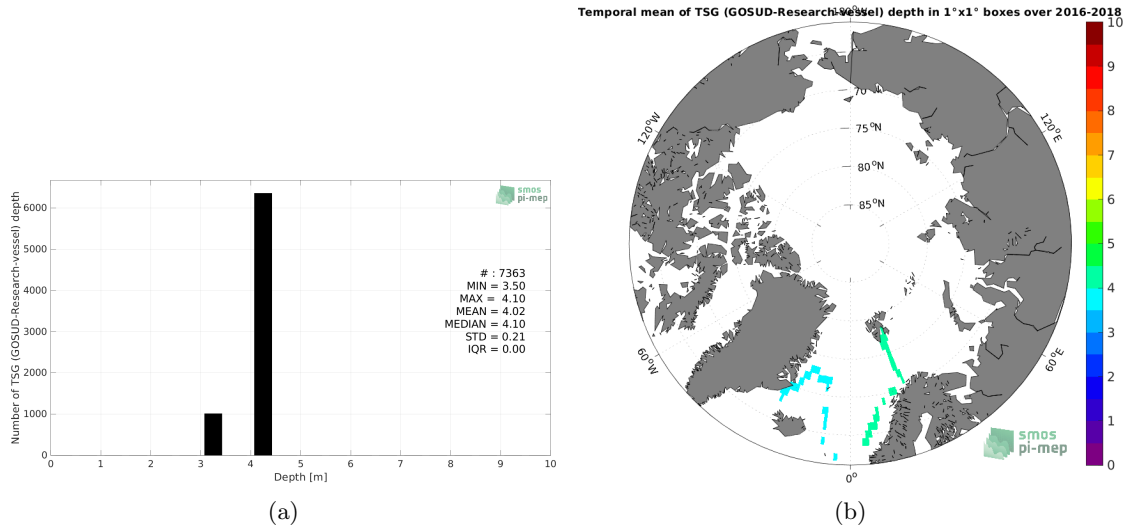 smos
pi-mep
Number of TSG (GOSUD-Research-vessel) depth
6000
5000
4000
3000
2000
1000
0
# : 7363
MIN = 3.50
MAX = 4.10
MEAN = 4.02
MEDIAN = 4.10
STD = 0.21
IQR = 0.00
0 1 2 3 4 5 6 7 8 9 10
Depth [m]
(a)
Temporal mean of TSG (GOSUD-Research-vessel) depth in 1°x1° boxes over 2016-2018
180°W
70
75°N
80°N
85°N
120°W
120°E
60°W
60°E
0°
smos
pi-mep
10
9
8
7
6
5
4
3
2
1
0
(b)